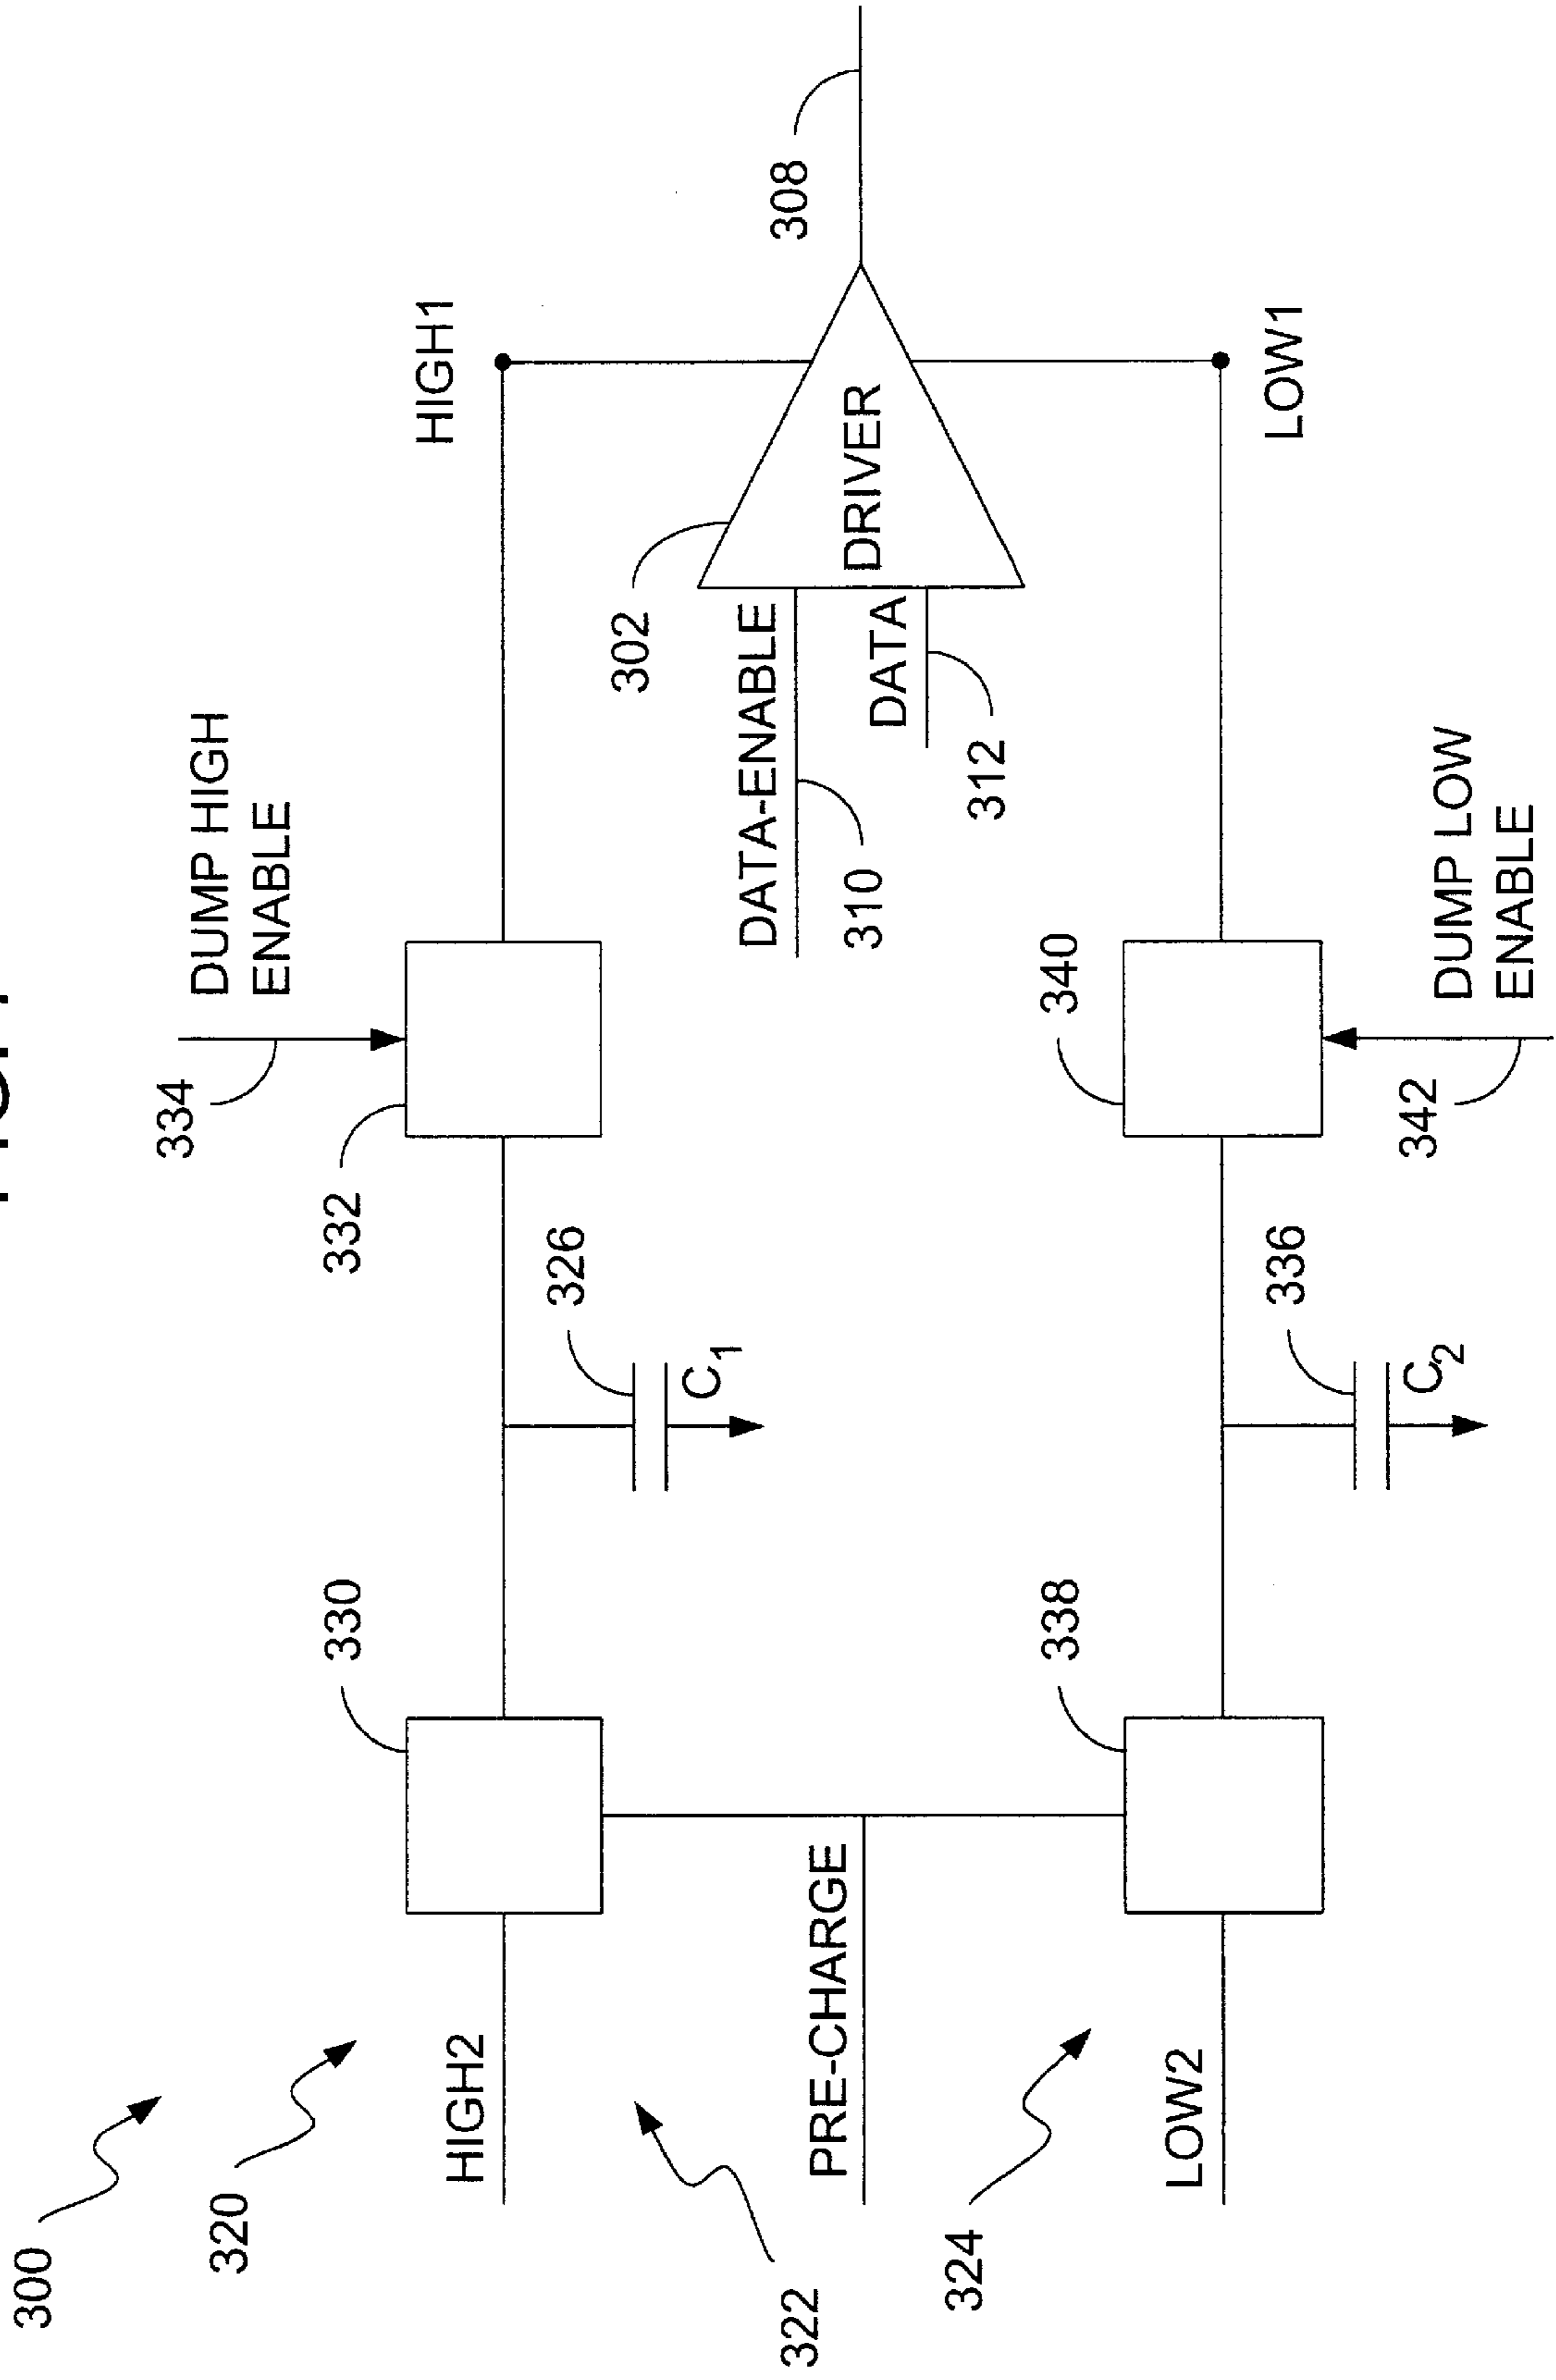 300
320
322
324
HIGH2
PRE-CHARGE
LOW2
330
338
326
C1
336
C2
332
334
DUMP HIGH
ENABLE
340
342
DUMP LOW
ENABLE
DATA-ENABLE
310
DATA
312
302
DRIVER
HIGH1
LOW1
308